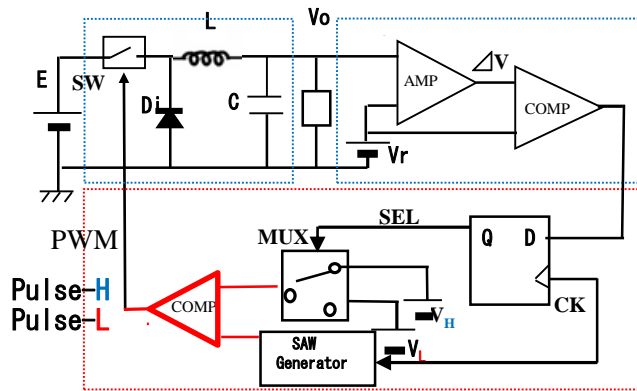 L
Vo
E
SW
Di
C
AMP
⊿V
COMP
Vr
SEL
PWM
MUX
Q D
CK
Pulse-H
Pulse-L
COMP
VH
VL
SAW
Generator